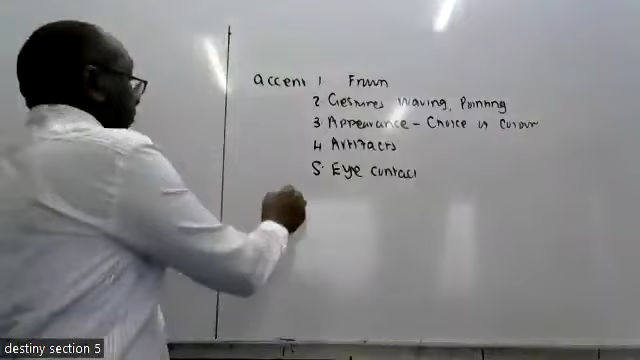 accent 1 Frown
2 Gestures waving, Pointing
3 Appearance - Choice of Colour
4 Artifacts
5. Eye contact
destiny section 5